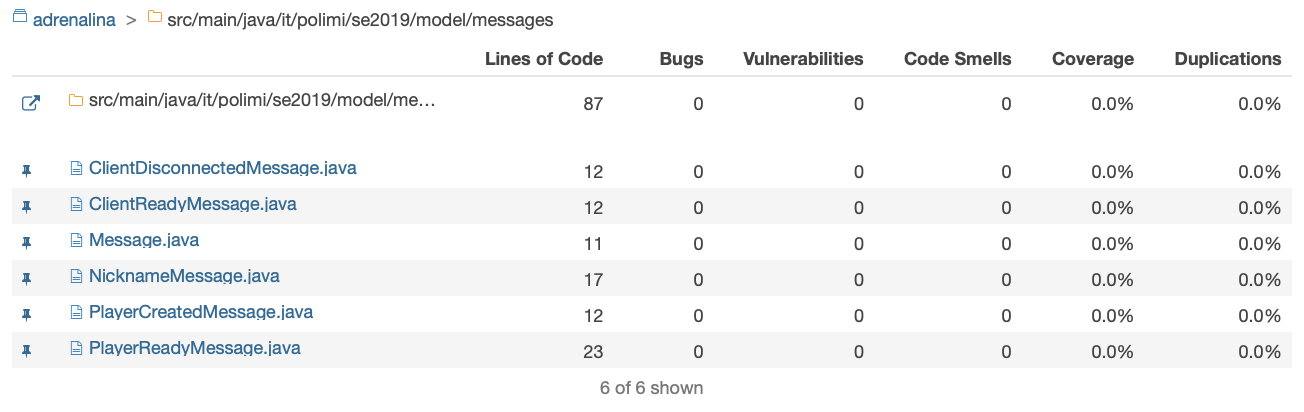 adrenalina > src/main/java/it/polimi/se2019/model/messages
Lines of Code Bugs Vulnerabilities Code Smells Coverage Duplications
src/main/java/it/polimi/se2019/model/me… 87 0 0 0 0.0% 0.0%
ClientDisconnectedMessage.java 12 0 0 0 0.0% 0.0%
ClientReadyMessage.java 12 0 0 0 0.0% 0.0%
Message.java 11 0 0 0 0.0% 0.0%
NicknameMessage.java 17 0 0 0 0.0% 0.0%
PlayerCreatedMessage.java 12 0 0 0 0.0% 0.0%
PlayerReadyMessage.java 23 0 0 0 0.0% 0.0%
6 of 6 shown